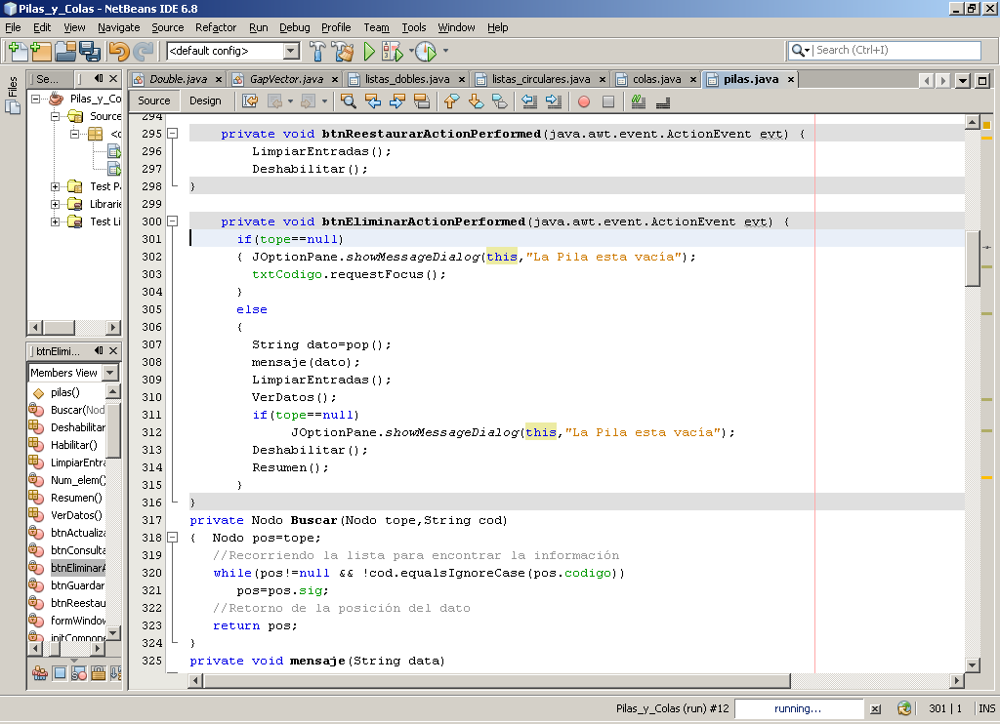 Pilas_y_Colas - NetBeans IDE 6.8
File Edit View Navigate Source Refactor Run Debug Profile Team Tools Window Help
<default config> Search (Ctrl+I)
Files
Se... Double.java GapVector.java listas_dobles.java listas_circulares.java colas.java pilas.java
Source Design
Pilas_y_Co
Source
<d
Test Pa
Librarie
Test Li
294
295 private void btnReestaurarActionPerformed(java.awt.event.ActionEvent evt) {
296 LimpiarEntradas();
297 Deshabilitar();
298 }
299
300 private void btnEliminarActionPerformed(java.awt.event.ActionEvent evt) {
301 if(tope==null)
302 { JOptionPane.showMessageDialog(this,"La Pila esta vacía");
303 txtCodigo.requestFocus();
304 }
305 else
306 {
307 String dato=pop();
308 mensaje(dato);
309 LimpiarEntradas();
310 VerDatos();
311 if(tope==null)
312 JOptionPane.showMessageDialog(this,"La Pila esta vacía");
313 Deshabilitar();
314 Resumen();
315 }
316 }
317 private Nodo Buscar(Nodo tope,String cod)
318 { Nodo pos=tope;
319 //Recorriendo la lista para encontrar la información
320 while(pos!=null && !cod.equalsIgnoreCase(pos.codigo))
321 pos=pos.sig;
322 //Retorno de la posición del dato
323 return pos;
324 }
325 private void mensaje(String data)
btnElimi...
Members View
pilas()
Buscar(Nod
Deshabilitar
Habilitar()
LimpiarEntra
Num_elem()
Resumen()
VerDatos()
btnActualiza
btnConsulta
btnEliminarA
btnGuardar
btnReestau
formWindow
initCompone
Pilas_y_Colas (run) #12 running... 301 | 1 INS